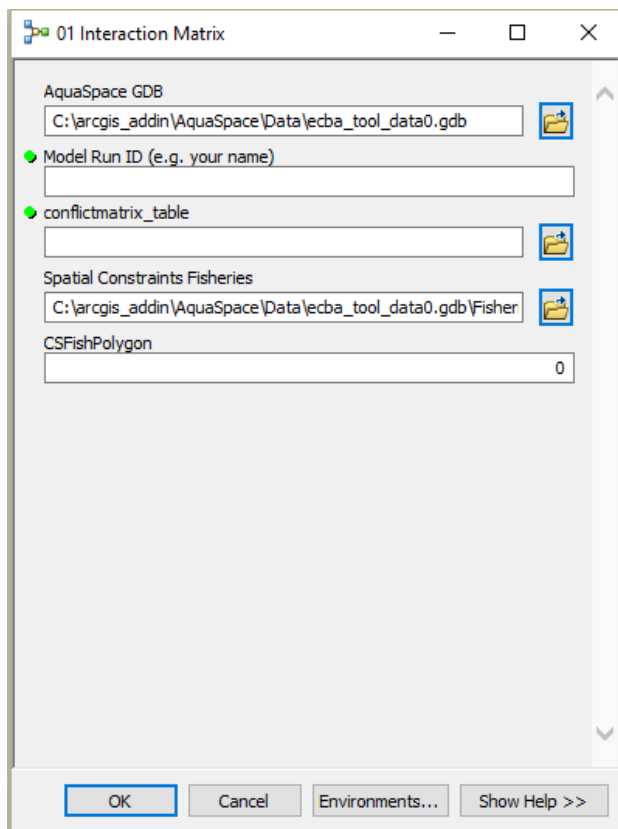 01 Interaction Matrix
AquaSpace GDB
C:\arcgis_addin\AquaSpace\Data\ecba_tool_data0.gdb
Model Run ID (e.g. your name)
conflictmatrix_table
Spatial Constraints Fisheries
C:\arcgis_addin\AquaSpace\Data\ecba_tool_data0.gdb\Fisher
CSFishPolygon
0
OK Cancel Environments... Show Help >>